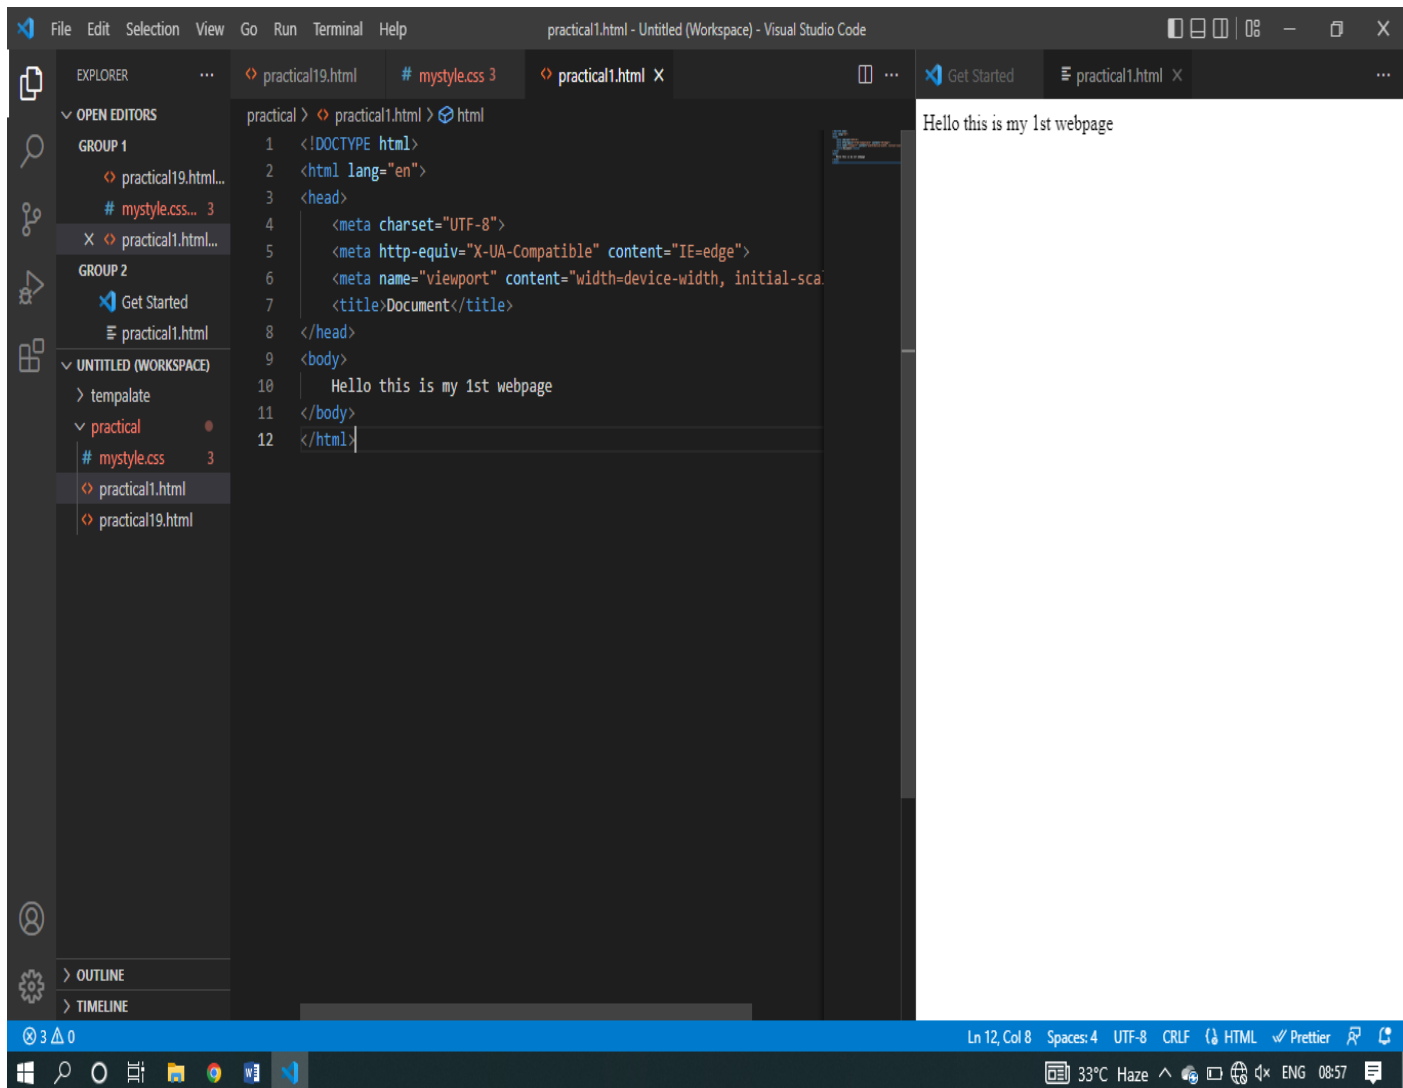 File Edit Selection View Go Run Terminal Help practical1.html - Untitled (Workspace) - Visual Studio Code
EXPLORER ...
OPEN EDITORS
GROUP 1
practical19.html...
# mystyle.css... 3
X practical1.html...
GROUP 2
Get Started
practical1.html
UNTITLED (WORKSPACE)
> tempalate
practical
# mystyle.css 3
practical1.html
practical19.html
> OUTLINE
> TIMELINE
practical19.html # mystyle.css 3 practical1.html X ...
practical > practical1.html > html
1 <!DOCTYPE html>
2 <html lang="en">
3 <head>
4 <meta charset="UTF-8">
5 <meta http-equiv="X-UA-Compatible" content="IE=edge">
6 <meta name="viewport" content="width=device-width, initial-sca
7 <title>Document</title>
8 </head>
9 <body>
10 Hello this is my 1st webpage
11 </body>
12 </html>
Get Started practical1.html X ...
Hello this is my 1st webpage
3 0 Ln 12, Col 8 Spaces: 4 UTF-8 CRLF HTML Prettier
33°C Haze ENG 08:57